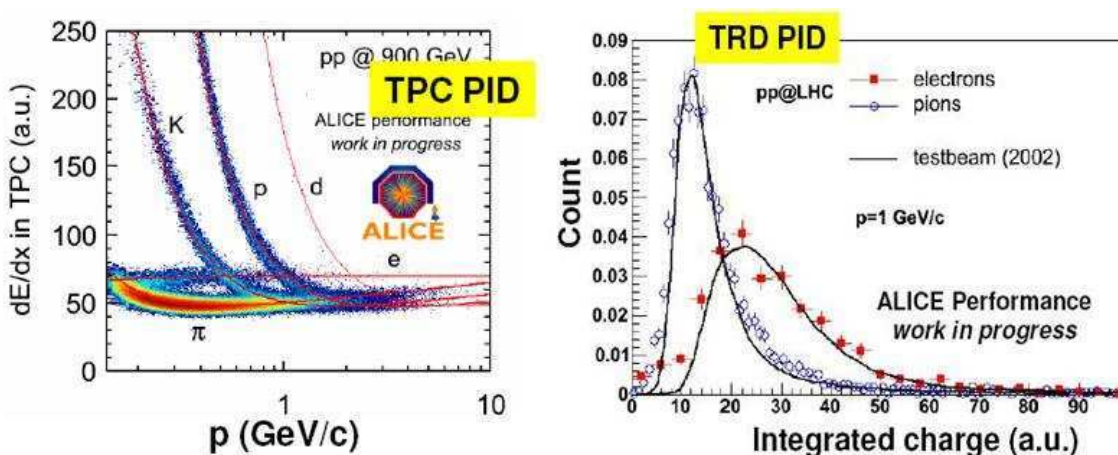 250
200
150
100
50
0
dE/dx in TPC (a.u.)
pp @ 900 GeV
TPC PID
ALICE performance
work in progress
K
p
d
ALICE
e
π
1
10
p (GeV/c)
TRD PID
0.09
0.08
0.07
0.06
0.05
0.04
0.03
0.02
0.01
0
Count
pp@LHC
electrons
pions
testbeam (2002)
p=1 GeV/c
ALICE Performance
work in progress
0 10 20 30 40 50 60 70 80 90
Integrated charge (a.u.)